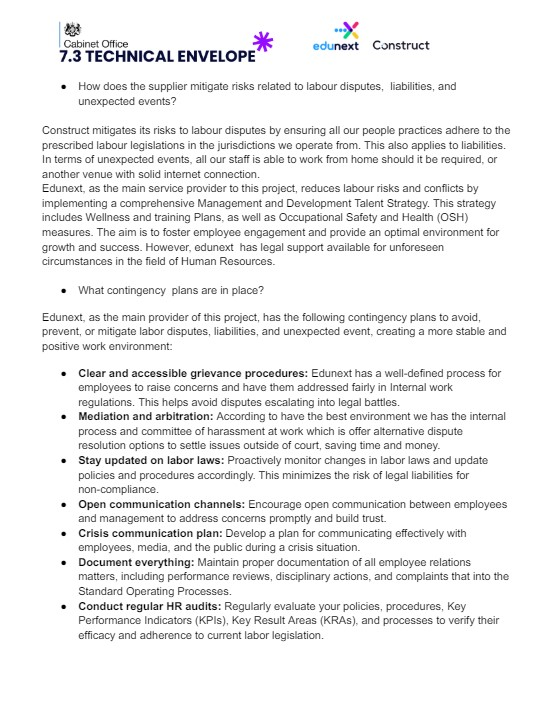 Cabinet Office
edunext Construct
7.3 TECHNICAL ENVELOPE
● How does the supplier mitigate risks related to labour disputes, liabilities, and
unexpected events?
Construct mitigates its risks to labour disputes by ensuring all our people practices adhere to the
prescribed labour legislations in the jurisdictions we operate from. This also applies to liabilities.
In terms of unexpected events, all our staff is able to work from home should it be required, or
another venue with solid internet connection.
Edunext, as the main service provider to this project, reduces labour risks and conflicts by
implementing a comprehensive Management and Development Talent Strategy. This strategy
includes Wellness and training Plans, as well as Occupational Safety and Health (OSH)
measures. The aim is to foster employee engagement and provide an optimal environment for
growth and success. However, edunext has legal support available for unforeseen
circumstances in the field of Human Resources.
● What contingency plans are in place?
Edunext, as the main provider of this project, has the following contingency plans to avoid,
prevent, or mitigate labor disputes, liabilities, and unexpected event, creating a more stable and
positive work environment:
● Clear and accessible grievance procedures: Edunext has a well-defined process for
employees to raise concerns and have them addressed fairly in Internal work
regulations. This helps avoid disputes escalating into legal battles.
● Mediation and arbitration: According to have the best environment we has the internal
process and committee of harassment at work which is offer alternative dispute
resolution options to settle issues outside of court, saving time and money.
● Stay updated on labor laws: Proactively monitor changes in labor laws and update
policies and procedures accordingly. This minimizes the risk of legal liabilities for
non-compliance.
● Open communication channels: Encourage open communication between employees
and management to address concerns promptly and build trust.
● Crisis communication plan: Develop a plan for communicating effectively with
employees, media, and the public during a crisis situation.
● Document everything: Maintain proper documentation of all employee relations
matters, including performance reviews, disciplinary actions, and complaints that into the
Standard Operating Processes.
● Conduct regular HR audits: Regularly evaluate your policies, procedures, Key
Performance Indicators (KPIs), Key Result Areas (KRAs), and processes to verify their
efficacy and adherence to current labor legislation.